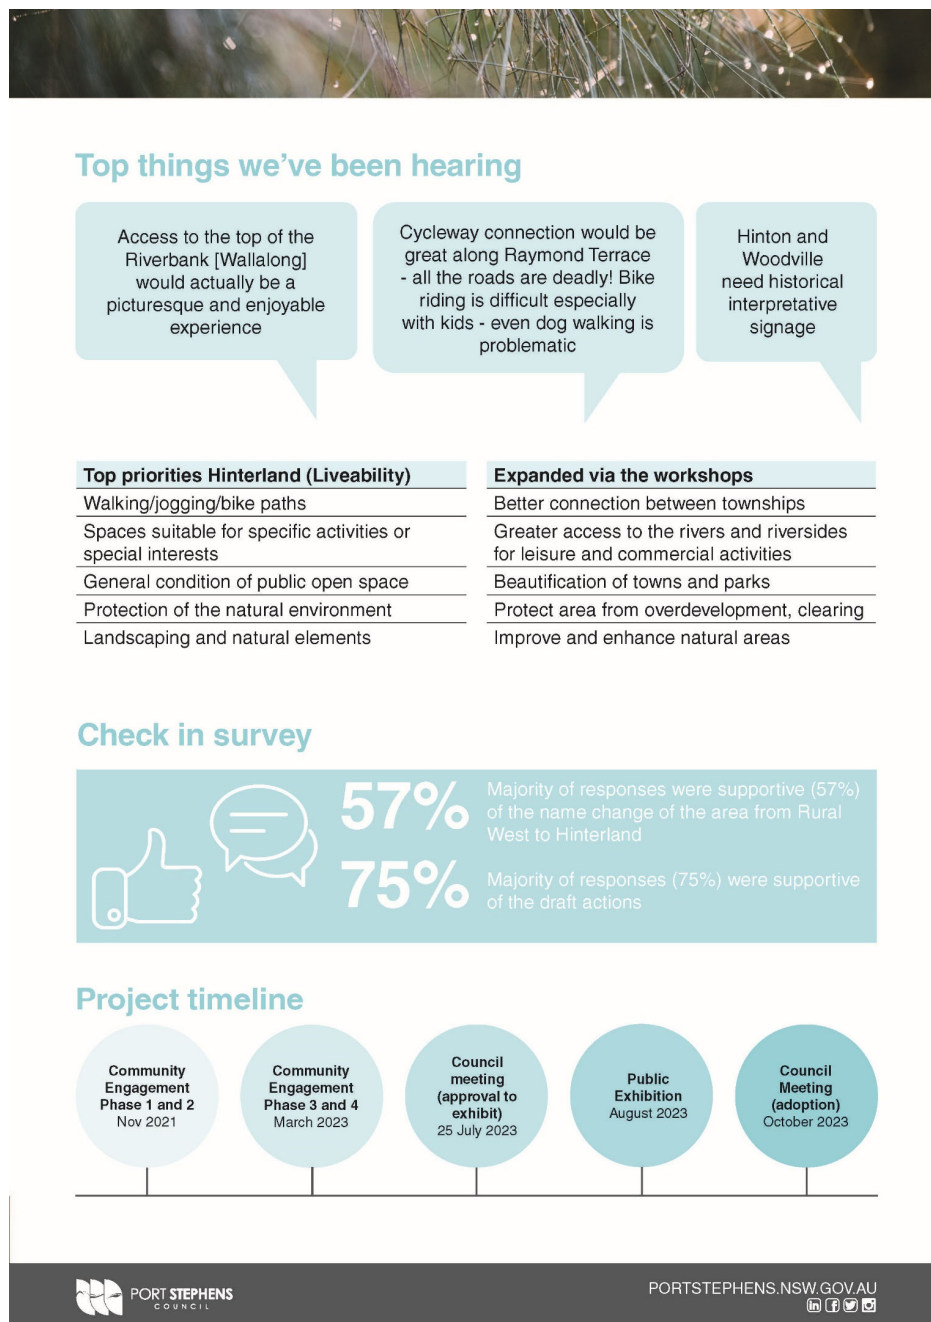 Top things we've been hearing
Access to the top of the
Riverbank [Wallalong]
would actually be a
picturesque and enjoyable
experience
Cycleway connection would be
great along Raymond Terrace
- all the roads are deadly! Bike
riding is difficult especially
with kids - even dog walking is
problematic
Hinton and
Woodville
need historical
interpretative
signage
Top priorities Hinterland (Liveability)
Walking/jogging/bike paths
Spaces suitable for specific activities or
special interests
General condition of public open space
Protection of the natural environment
Landscaping and natural elements
Expanded via the workshops
Better connection between townships
Greater access to the rivers and riversides
for leisure and commercial activities
Beautification of towns and parks
Protect area from overdevelopment, clearing
Improve and enhance natural areas
Check in survey
57%
Majority of responses were supportive (57%)
of the name change of the area from Rural
West to Hinterland
75%
Majority of responses (75%) were supportive
of the draft actions
Project timeline
Community
Engagement
Phase 1 and 2
Nov 2021
Community
Engagement
Phase 3 and 4
March 2023
Council
meeting
(approval to
exhibit)
25 July 2023
Public
Exhibition
August 2023
Council
Meeting
(adoption)
October 2023
PORT STEPHENS
COUNCIL
PORTSTEPHENS.NSW.GOV.AU